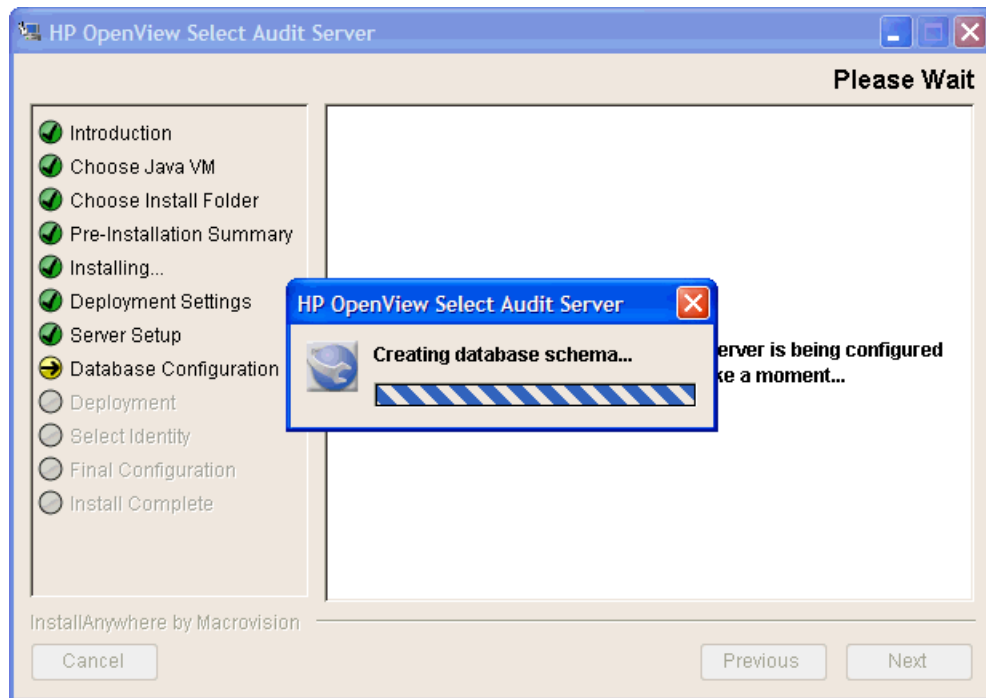 HP OpenView Select Audit Server
Please Wait
Introduction
Choose Java VM
Choose Install Folder
Pre-Installation Summary
Installing...
Deployment Settings
Server Setup
Database Configuration
Deployment
Select Identity
Final Configuration
Install Complete
HP OpenView Select Audit Server
Creating database schema...
erver is being configured
ke a moment...
InstallAnywhere by Macrovision
Cancel
Previous
Next